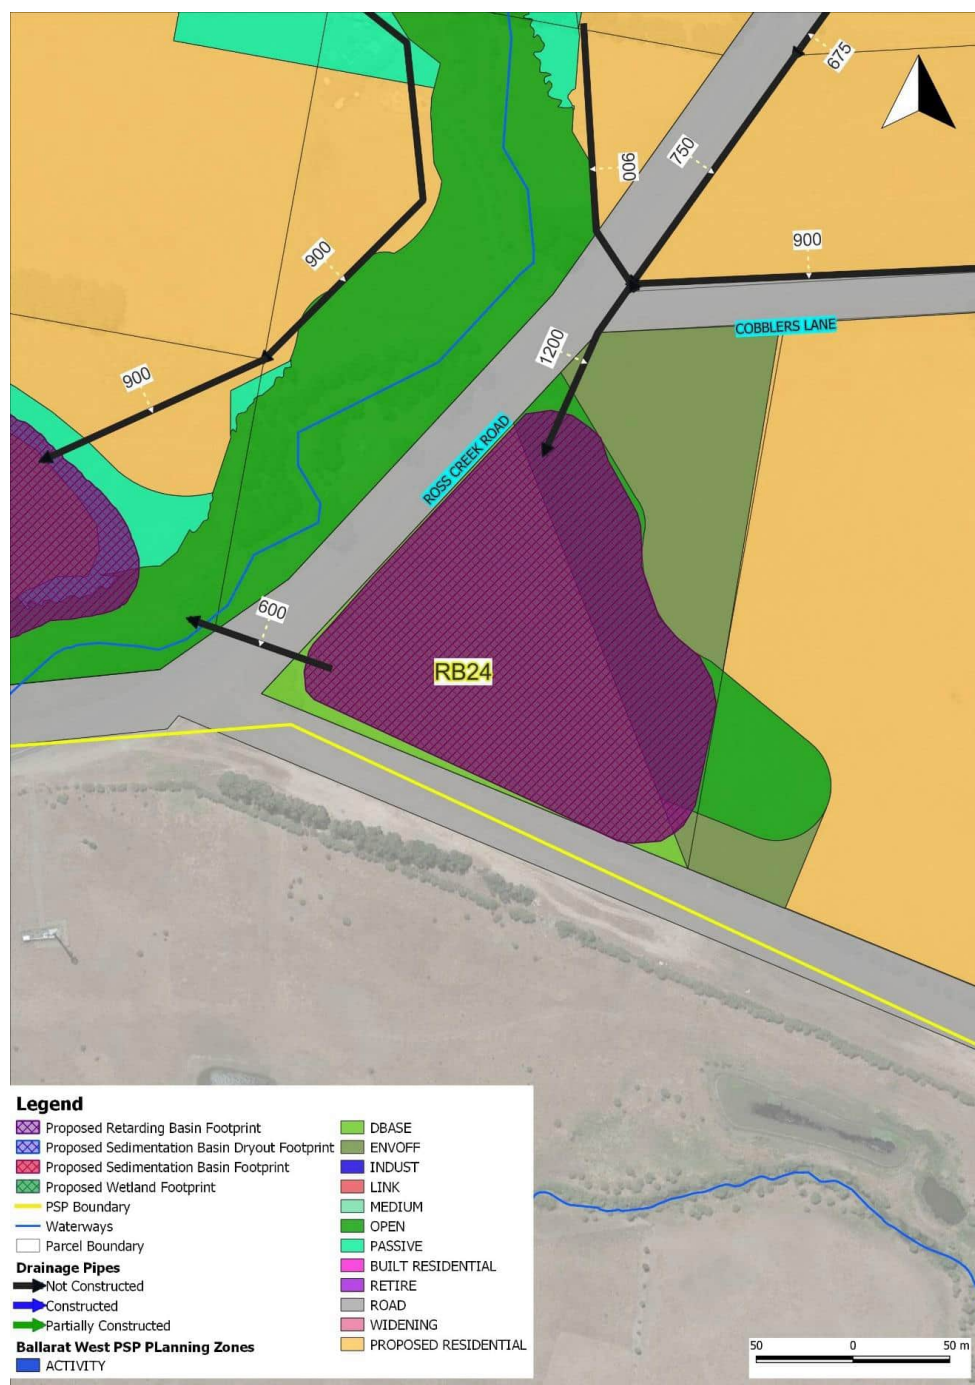 675
750
900
900
900
COBBLERS LANE
1200
900
ROSS CREEK ROAD
600
RB24
Legend
Proposed Retarding Basin Footprint
Proposed Sedimentation Basin Dryout Footprint
Proposed Sedimentation Basin Footprint
Proposed Wetland Footprint
PSP Boundary
Waterways
Parcel Boundary
Drainage Pipes
Not Constructed
Constructed
Partially Constructed
Ballarat West PSP PLanning Zones
ACTIVITY
DBASE
ENVOFF
INDUST
LINK
MEDIUM
OPEN
PASSIVE
BUILT RESIDENTIAL
RETIRE
ROAD
WIDENING
PROPOSED RESIDENTIAL
50 0 50 m